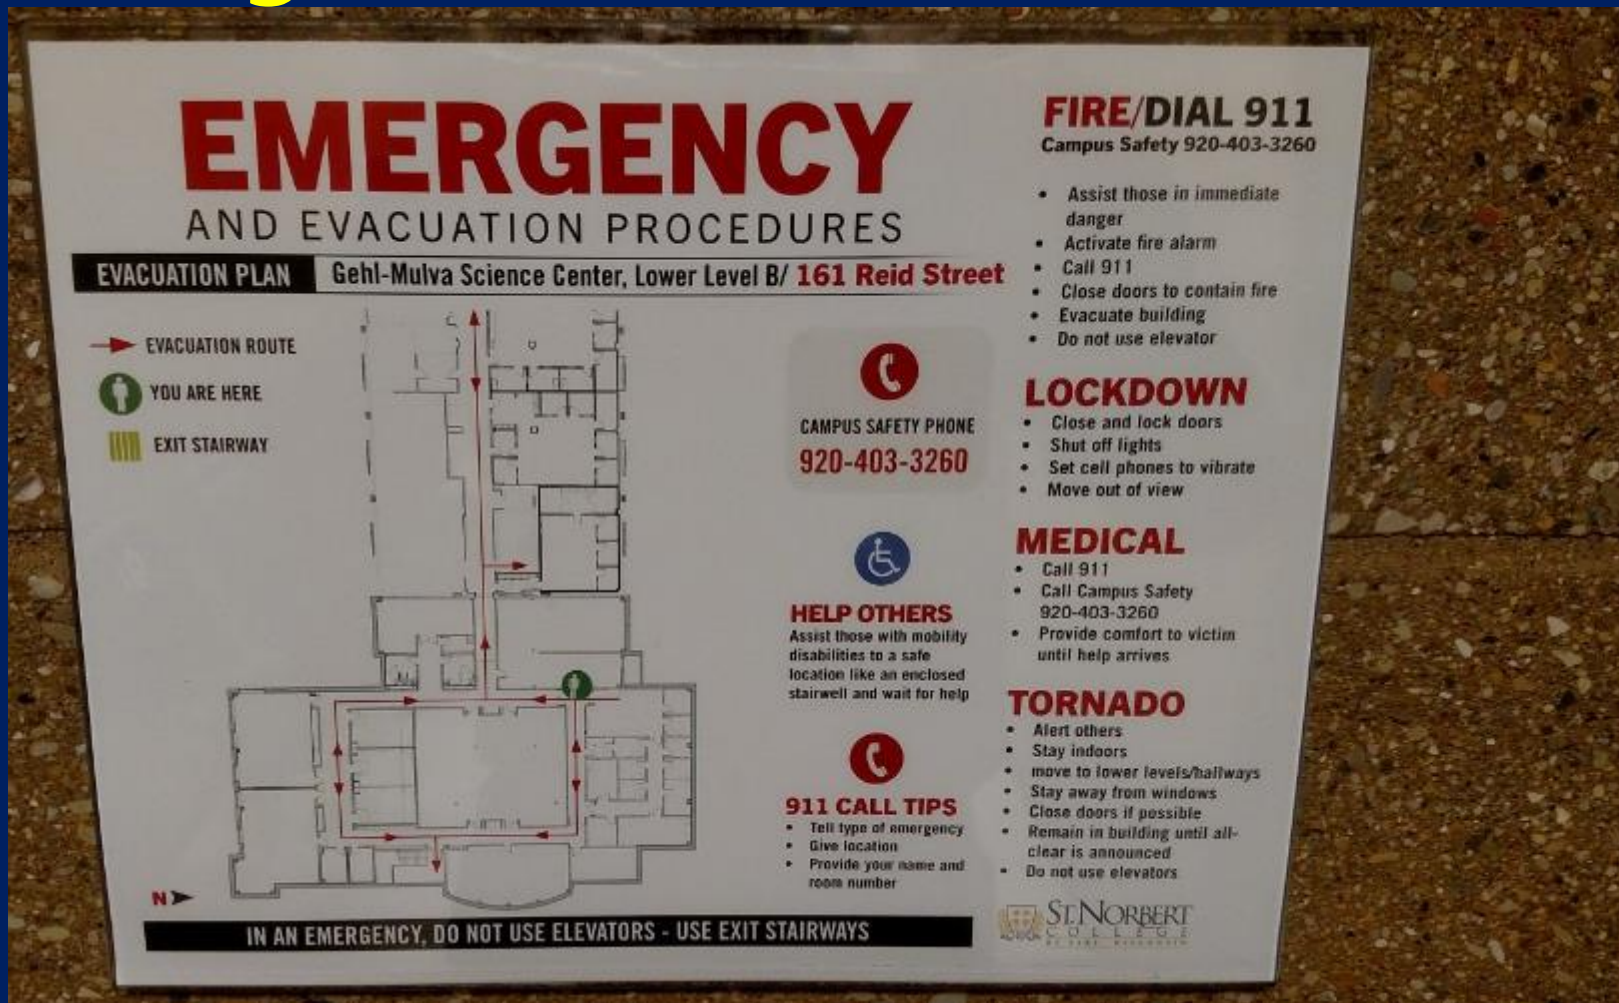 EMERGENCY
AND EVACUATION PROCEDURES
EVACUATION PLAN
Gehl-Mulva Science Center, Lower Level B/ 161 Reid Street
EVACUATION ROUTE
YOU ARE HERE
EXIT STAIRWAY
N
CAMPUS SAFETY PHONE
920-403-3260
HELP OTHERS
Assist those with mobility
disabilities to a safe
location like an enclosed
stairwell and wait for help
911 CALL TIPS
• Tell type of emergency
• Give location
• Provide your name and
room number
FIRE/DIAL 911
Campus Safety 920-403-3260
• Assist those in immediate
danger
• Activate fire alarm
• Call 911
• Close doors to contain fire
• Evacuate building
• Do not use elevator
LOCKDOWN
• Close and lock doors
• Shut off lights
• Set cell phones to vibrate
• Move out of view
MEDICAL
• Call 911
• Call Campus Safety
920-403-3260
• Provide comfort to victim
until help arrives
TORNADO
• Alert others
• Stay indoors
• move to lower levels/hallways
• Stay away from windows
• Close doors if possible
• Remain in building until all-
clear is announced
• Do not use elevators
ST. NORBERT
COLLEGE
IN AN EMERGENCY, DO NOT USE ELEVATORS - USE EXIT STAIRWAYS